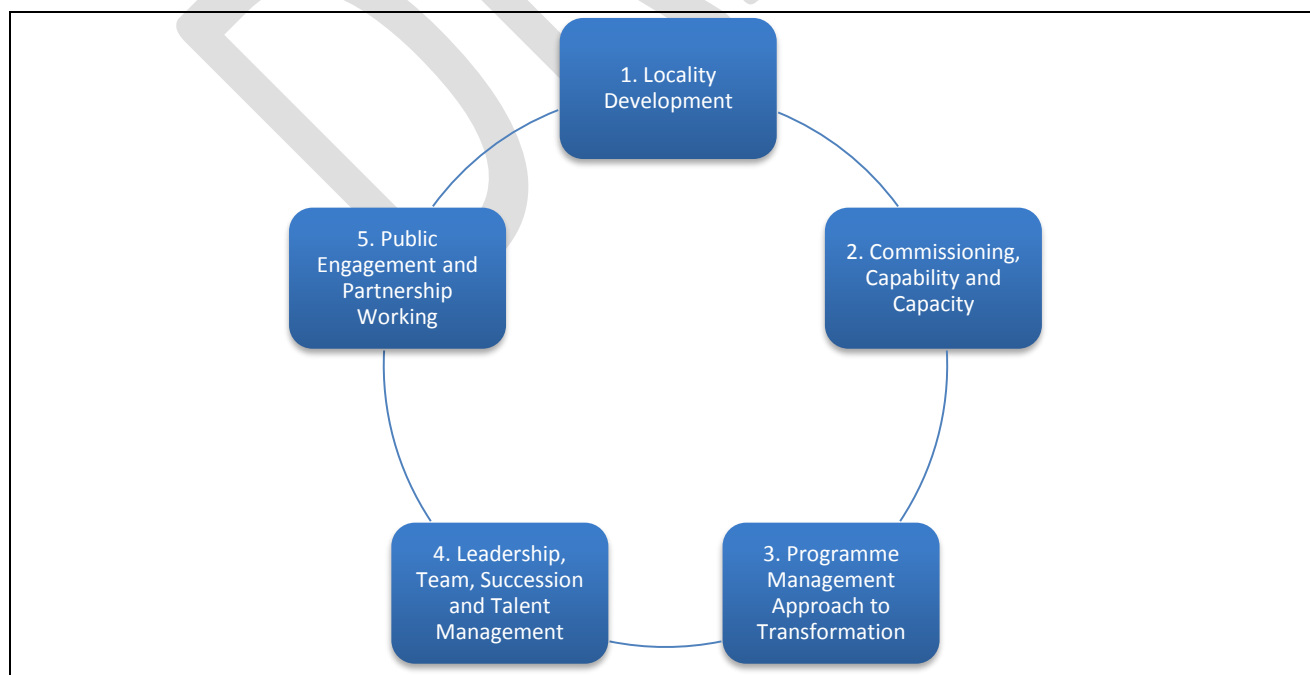 1. Locality
Development
2. Commissioning,
Capability and
Capacity
3. Programme
Management
Approach to
Transformation
4. Leadership,
Team, Succession
and Talent
Management
5. Public
Engagement and
Partnership
Working